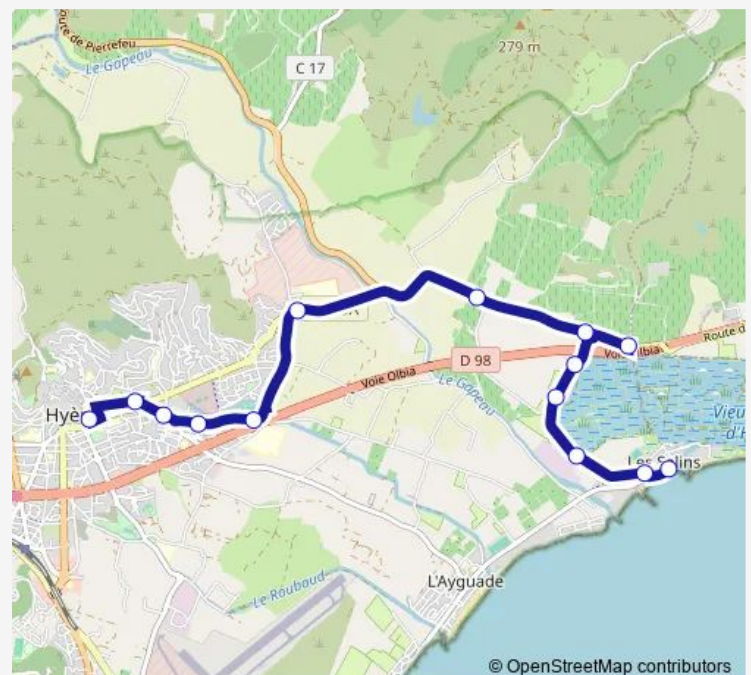 Route de Pierrefeu
Le Gapeau
C 17
279 m
Route d
Voie Olbia
D 98
Voie Olbia
Le Gapeau
Hyè
Vieu
d'H
Les Salins
L'Ayguade
Le Roubaud
© OpenStreetMap contributors